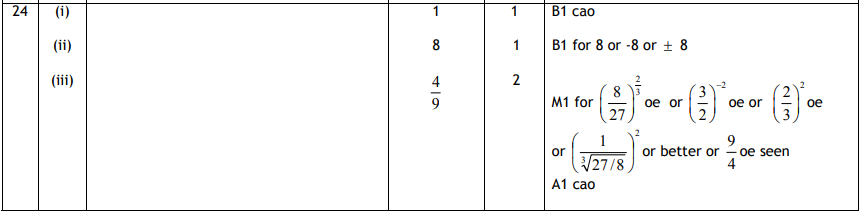 24 (i) 1 1 B1 cao
(ii) 8 1 B1 for 8 or -8 or ± 8
(iii) 4/9 2 M1 for (8/27)^(2/3) oe or (3/2)^(-2) oe or (2/3)^2 oe
or (1/∛(27/8))^2 or better or 9/4 oe seen
A1 cao